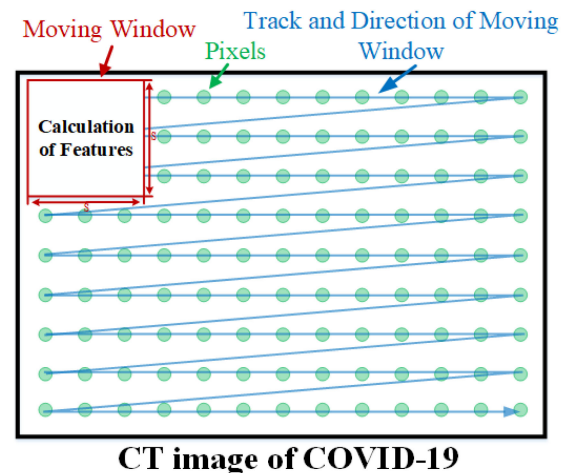 Moving Window
Pixels
Track and Direction of Moving
Window
Calculation
of Features
s
s
CT image of COVID-19